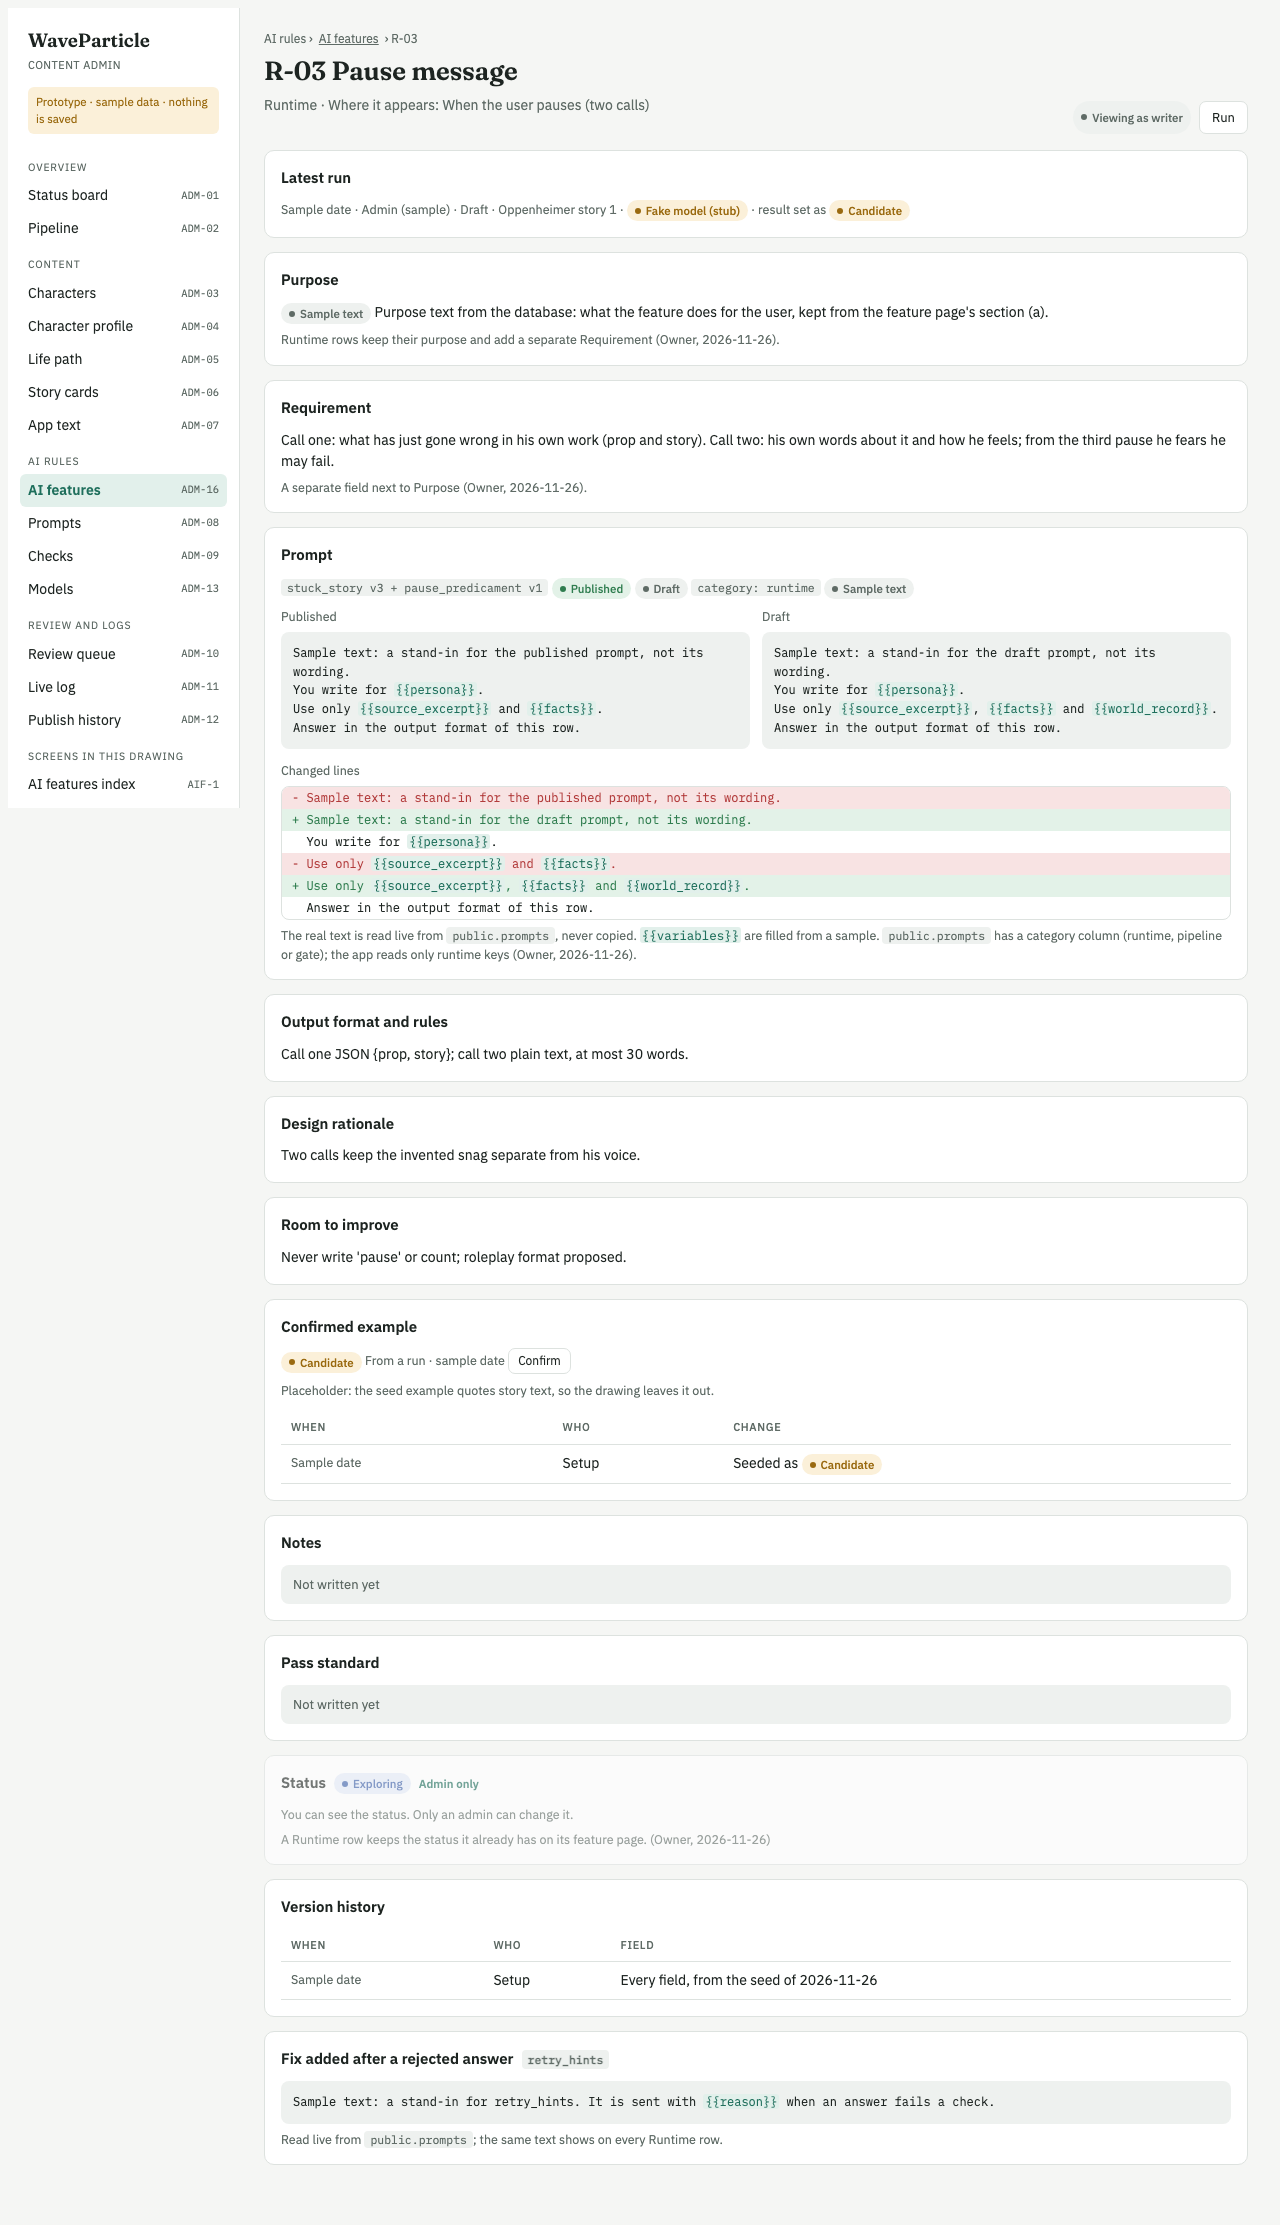 WaveParticle
CONTENT ADMIN
Prototype · sample data · nothing
is saved
OVERVIEW
Status board ADM-01
Pipeline ADM-02
CONTENT
Characters ADM-03
Character profile ADM-04
Life path ADM-05
Story cards ADM-06
App text ADM-07
AI RULES
AI features ADM-16
Prompts ADM-08
Checks ADM-09
Models ADM-13
REVIEW AND LOGS
Review queue ADM-10
Live log ADM-11
Publish history ADM-12
SCREENS IN THIS DRAWING
AI features index AIF-1
AI rules › AI features › R-03
R-03 Pause message
Runtime · Where it appears: When the user pauses (two calls)
Viewing as writer Run
Latest run
Sample date · Admin (sample) · Draft · Oppenheimer story 1 · Fake model (stub) · result set as Candidate
Purpose
Sample text Purpose text from the database: what the feature does for the user, kept from the feature page's section (a).
Runtime rows keep their purpose and add a separate Requirement (Owner, 2026-11-26).
Requirement
Call one: what has just gone wrong in his own work (prop and story). Call two: his own words about it and how he feels; from the third pause he fears he
may fail.
A separate field next to Purpose (Owner, 2026-11-26).
Prompt
stuck_story v3 + pause_predicament v1 Published Draft category: runtime Sample text
Published
Sample text: a stand-in for the published prompt, not its
wording.
You write for {{persona}}.
Use only {{source_excerpt}} and {{facts}}.
Answer in the output format of this row.
Draft
Sample text: a stand-in for the draft prompt, not its
wording.
You write for {{persona}}.
Use only {{source_excerpt}}, {{facts}} and {{world_record}}.
Answer in the output format of this row.
Changed lines
- Sample text: a stand-in for the published prompt, not its wording.
+ Sample text: a stand-in for the draft prompt, not its wording.
You write for {{persona}}.
- Use only {{source_excerpt}} and {{facts}}.
+ Use only {{source_excerpt}}, {{facts}} and {{world_record}}.
Answer in the output format of this row.
The real text is read live from public.prompts, never copied. {{variables}} are filled from a sample. public.prompts has a category column (runtime, pipeline
or gate); the app reads only runtime keys (Owner, 2026-11-26).
Output format and rules
Call one JSON {prop, story}; call two plain text, at most 30 words.
Design rationale
Two calls keep the invented snag separate from his voice.
Room to improve
Never write 'pause' or count; roleplay format proposed.
Confirmed example
Candidate From a run · sample date Confirm
Placeholder: the seed example quotes story text, so the drawing leaves it out.
WHEN WHO CHANGE
Sample date Setup Seeded as Candidate
Notes
Not written yet
Pass standard
Not written yet
Status Exploring Admin only
You can see the status. Only an admin can change it.
A Runtime row keeps the status it already has on its feature page. (Owner, 2026-11-26)
Version history
WHEN WHO FIELD
Sample date Setup Every field, from the seed of 2026-11-26
Fix added after a rejected answer retry_hints
Sample text: a stand-in for retry_hints. It is sent with {{reason}} when an answer fails a check.
Read live from public.prompts; the same text shows on every Runtime row.